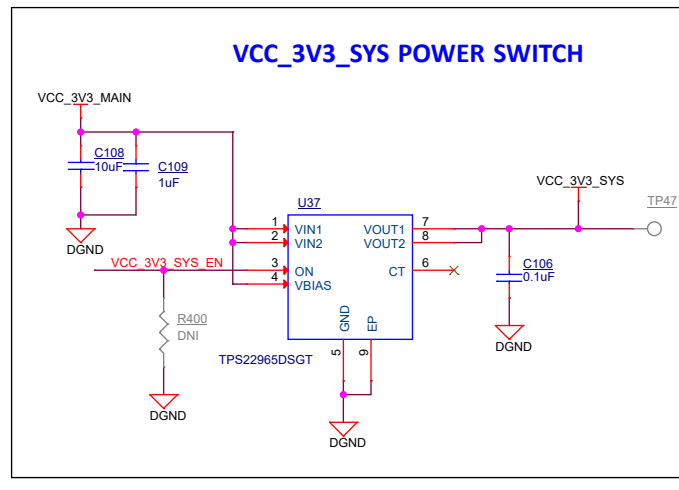 VCC_3V3_SYS POWER SWITCH
VCC_3V3_MAIN
C108
10uF
C109
1uF
DGND
VCC_3V3_SYS
TP47
U37
1
VIN1
VOUT1
7
2
VIN2
VOUT2
8
VCC_3V3_SYS_EN
3
ON
CT
6
4
VBIAS
C106
0.1uF
GND
EP
R400
DNI
5
9
TPS22965DSGT
DGND
DGND
DGND